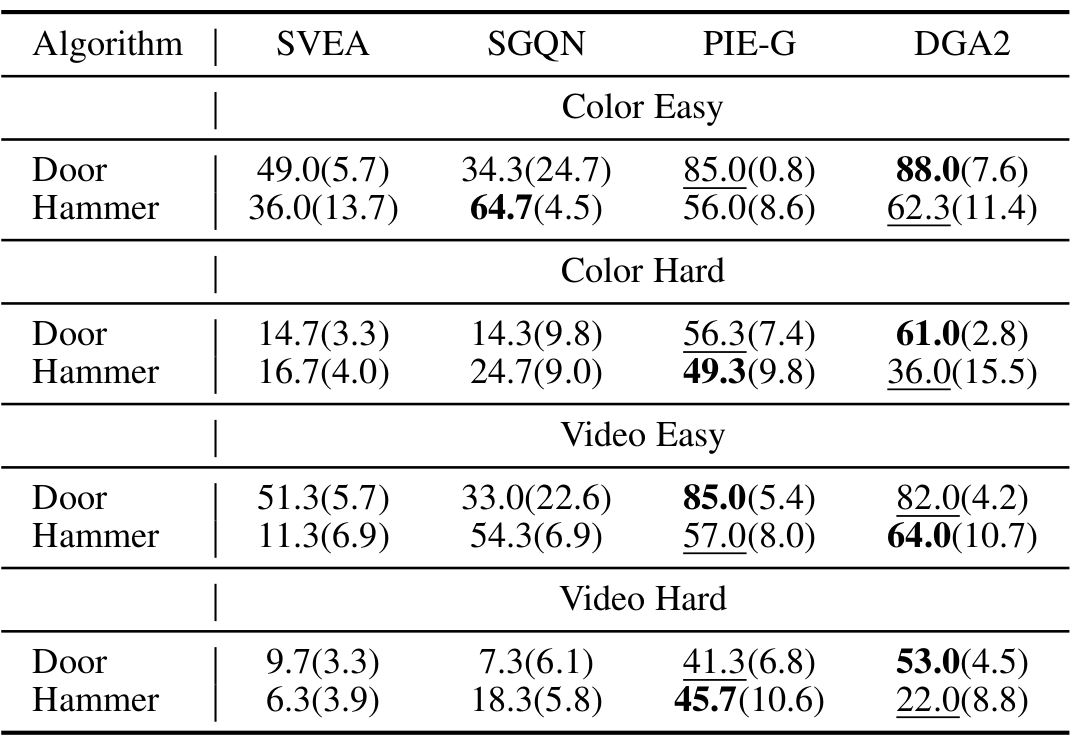 Algorithm | SVEA SGQN PIE-G DGA2
Color Easy
Door 49.0(5.7) 34.3(24.7) 85.0(0.8) 88.0(7.6)
Hammer 36.0(13.7) 64.7(4.5) 56.0(8.6) 62.3(11.4)
Color Hard
Door 14.7(3.3) 14.3(9.8) 56.3(7.4) 61.0(2.8)
Hammer 16.7(4.0) 24.7(9.0) 49.3(9.8) 36.0(15.5)
Video Easy
Door 51.3(5.7) 33.0(22.6) 85.0(5.4) 82.0(4.2)
Hammer 11.3(6.9) 54.3(6.9) 57.0(8.0) 64.0(10.7)
Video Hard
Door 9.7(3.3) 7.3(6.1) 41.3(6.8) 53.0(4.5)
Hammer 6.3(3.9) 18.3(5.8) 45.7(10.6) 22.0(8.8)